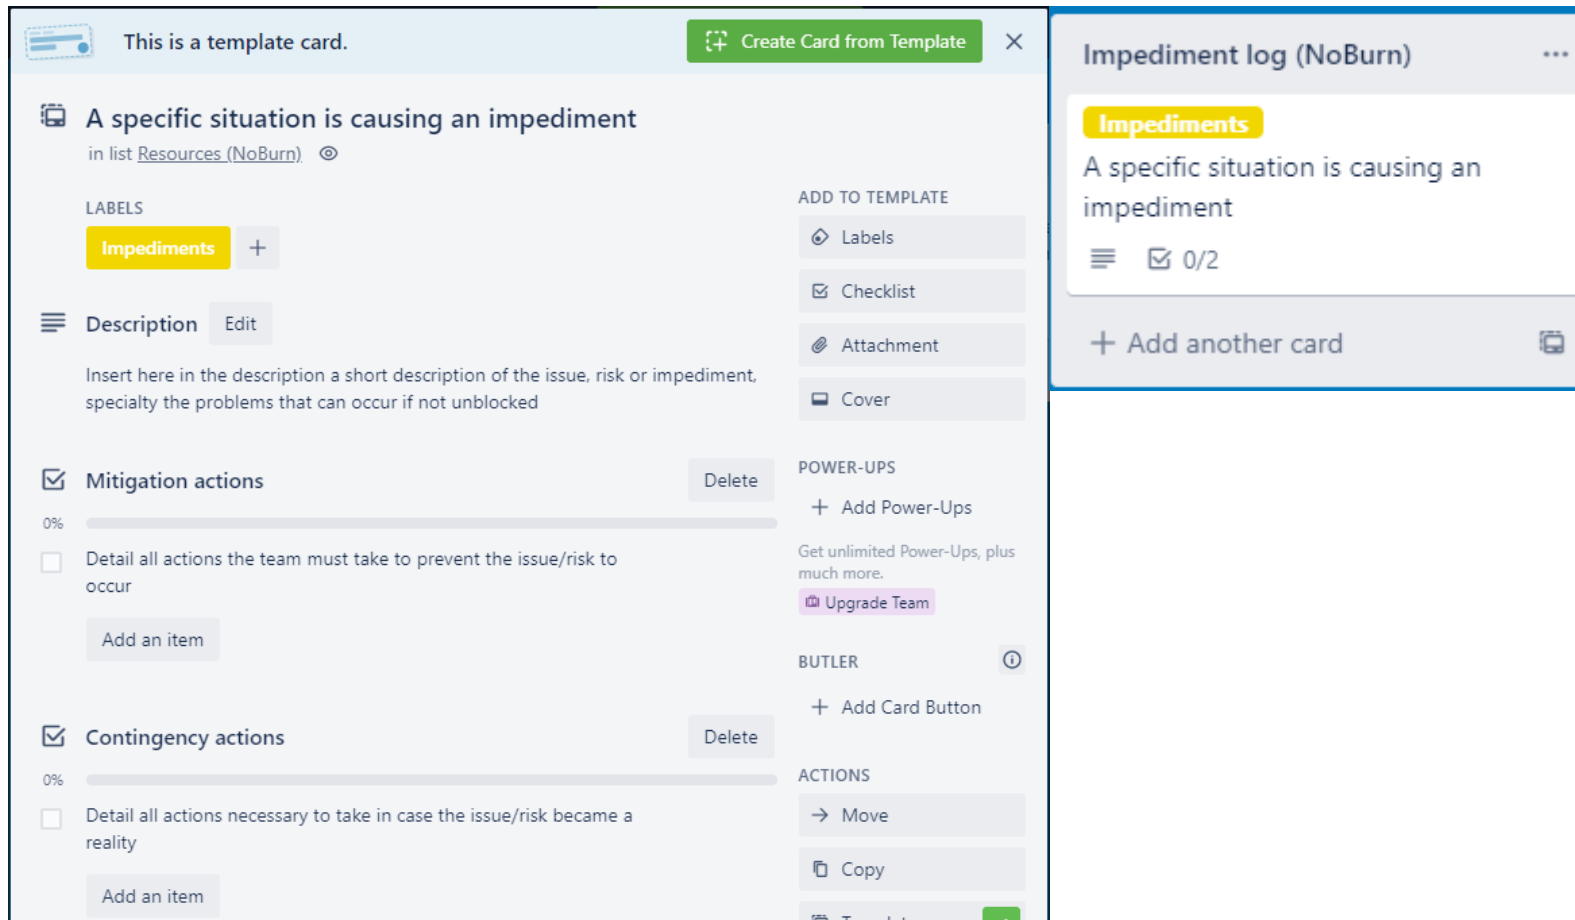 This is a template card.
Create Card from Template
A specific situation is causing an impediment
in list Resources (NoBurn)
LABELS
Impediments
Description Edit
Insert here in the description a short description of the issue, risk or impediment,
specialty the problems that can occur if not unblocked
Mitigation actions Delete
0%
Detail all actions the team must take to prevent the issue/risk to
occur
Add an item
Contingency actions Delete
0%
Detail all actions necessary to take in case the issue/risk became a
reality
Add an item
ADD TO TEMPLATE
Labels
Checklist
Attachment
Cover
POWER-UPS
Add Power-Ups
Get unlimited Power-Ups, plus
much more.
Upgrade Team
BUTLER
Add Card Button
ACTIONS
Move
Copy
Impediment log (NoBurn)
Impediments
A specific situation is causing an
impediment
0/2
Add another card